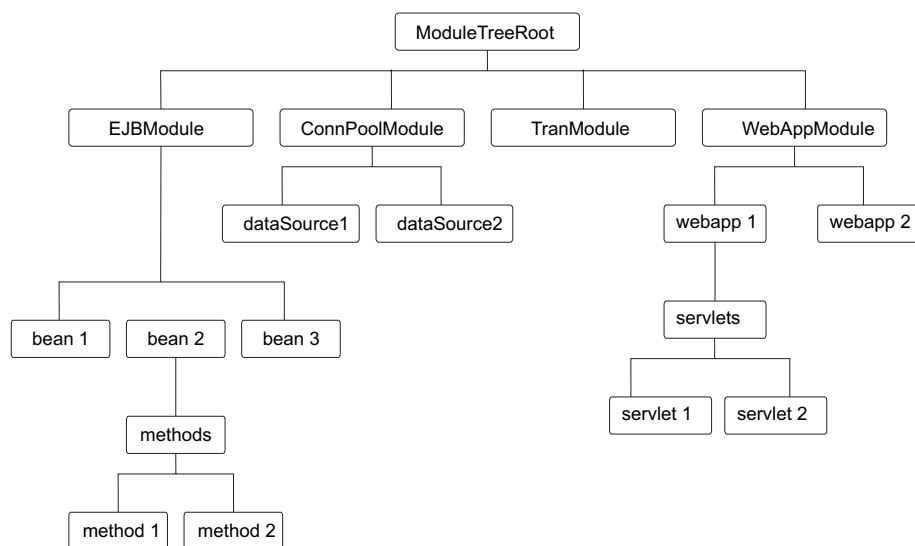 ModuleTreeRoot
EJBModule
ConnPoolModule
TranModule
WebAppModule
dataSource1
dataSource2
webapp 1
webapp 2
servlets
bean 1
bean 2
bean 3
servlet 1
servlet 2
methods
method 1
method 2